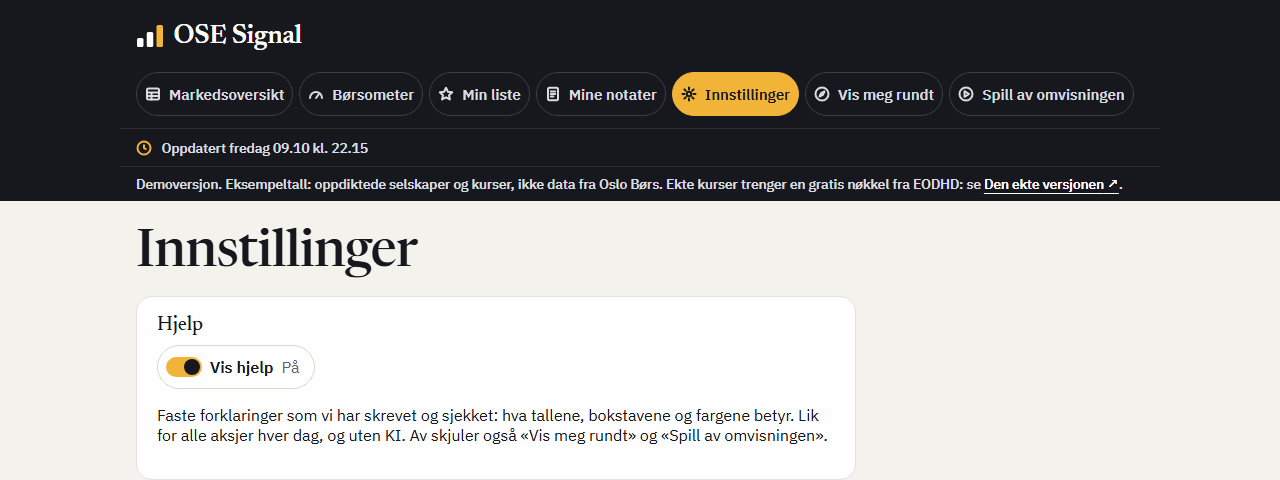 OSE Signal
Markedsoversikt
Børsometer
Min liste
Mine notater
Innstillinger
Vis meg rundt
Spill av omvisningen
Oppdatert fredag 09.10 kl. 22.15
Demoversjon. Eksempeltall: oppdiktede selskaper og kurser, ikke data fra Oslo Børs. Ekte kurser trenger en gratis nøkkel fra EODHD: se Den ekte versjonen ↗.
Innstillinger
Hjelp
Vis hjelp På
Faste forklaringer som vi har skrevet og sjekket: hva tallene, bokstavene og fargene betyr. Lik
for alle aksjer hver dag, og uten KI. Av skjuler også «Vis meg rundt» og «Spill av omvisningen».